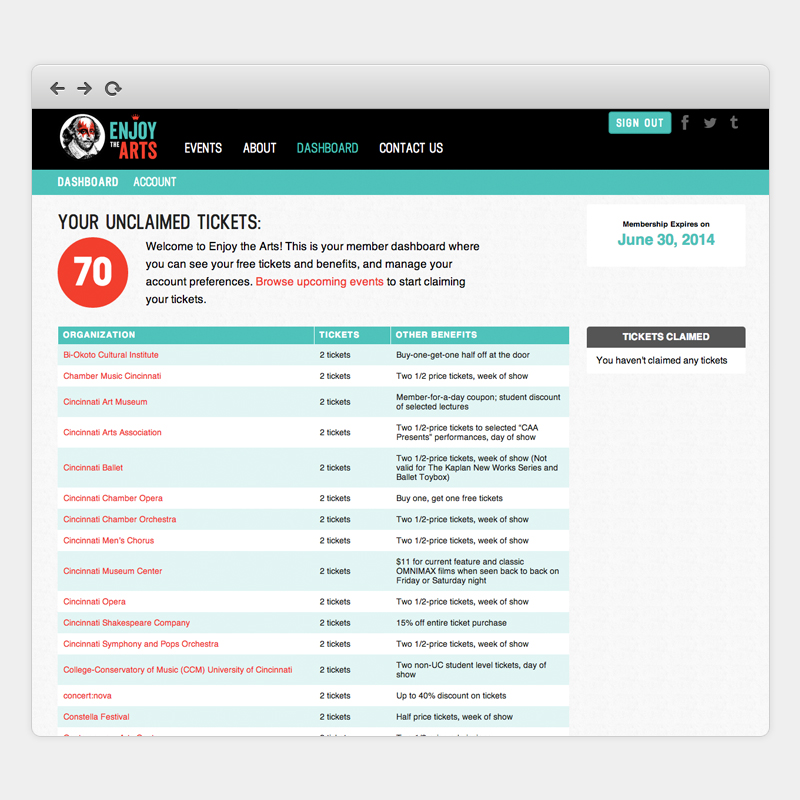 ENJOY
THE
ARTS
EVENTS ABOUT DASHBOARD CONTACT US
SIGN OUT
DASHBOARD ACCOUNT
YOUR UNCLAIMED TICKETS:
70
Welcome to Enjoy the Arts! This is your member dashboard where
you can see your free tickets and benefits, and manage your
account preferences. Browse upcoming events to start claiming
your tickets.
Membership Expires on
June 30, 2014
ORGANIZATION TICKETS OTHER BENEFITS
Bi-Okoto Cultural Institute 2 tickets Buy-one-get-one half off at the door
Chamber Music Cincinnati 2 tickets Two 1/2 price tickets, week of show
Cincinnati Art Museum 2 tickets Member-for-a-day coupon; student discount
of selected lectures
Cincinnati Arts Association 2 tickets Two 1/2-price tickets to selected "CAA
Presents" performances, day of show
Cincinnati Ballet 2 tickets Two 1/2-price tickets, week of show (Not
valid for The Kaplan New Works Series and
Ballet Toybox)
Cincinnati Chamber Opera 2 tickets Buy one, get one free tickets
Cincinnati Chamber Orchestra 2 tickets Two 1/2-price tickets, week of show
Cincinnati Men's Chorus 2 tickets Two 1/2-price tickets, week of show
Cincinnati Museum Center 2 tickets $11 for current feature and classic
OMNIMAX films when seen back to back on
Friday or Saturday night
Cincinnati Opera 2 tickets Two 1/2-price tickets, week of show
Cincinnati Shakespeare Company 2 tickets 15% off entire ticket purchase
Cincinnati Symphony and Pops Orchestra 2 tickets Two 1/2-price tickets, week of show
College-Conservatory of Music (CCM) University of Cincinnati 2 tickets Two non-UC student level tickets, day of
show
concert:nova 2 tickets Up to 40% discount on tickets
Constella Festival 2 tickets Half price tickets, week of show
TICKETS CLAIMED
You haven't claimed any tickets